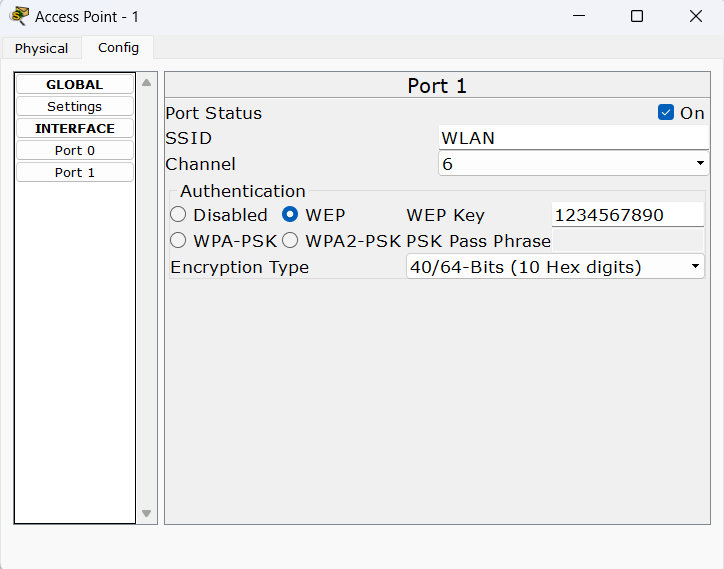 Access Point - 1
Physical Config
GLOBAL
Settings
INTERFACE
Port 0
Port 1
Port 1
Port Status On
SSID WLAN
Channel 6
Authentication
Disabled WEP WEP Key 1234567890
WPA-PSK WPA2-PSK PSK Pass Phrase
Encryption Type 40/64-Bits (10 Hex digits)